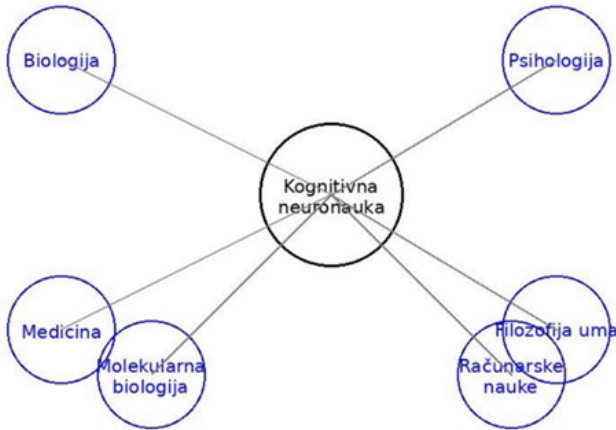 Biologija
Psihologija
Kognitivna
neuronauka
Medicina
Filozofija uma
Molekularna
biologija
Računarske
nauke